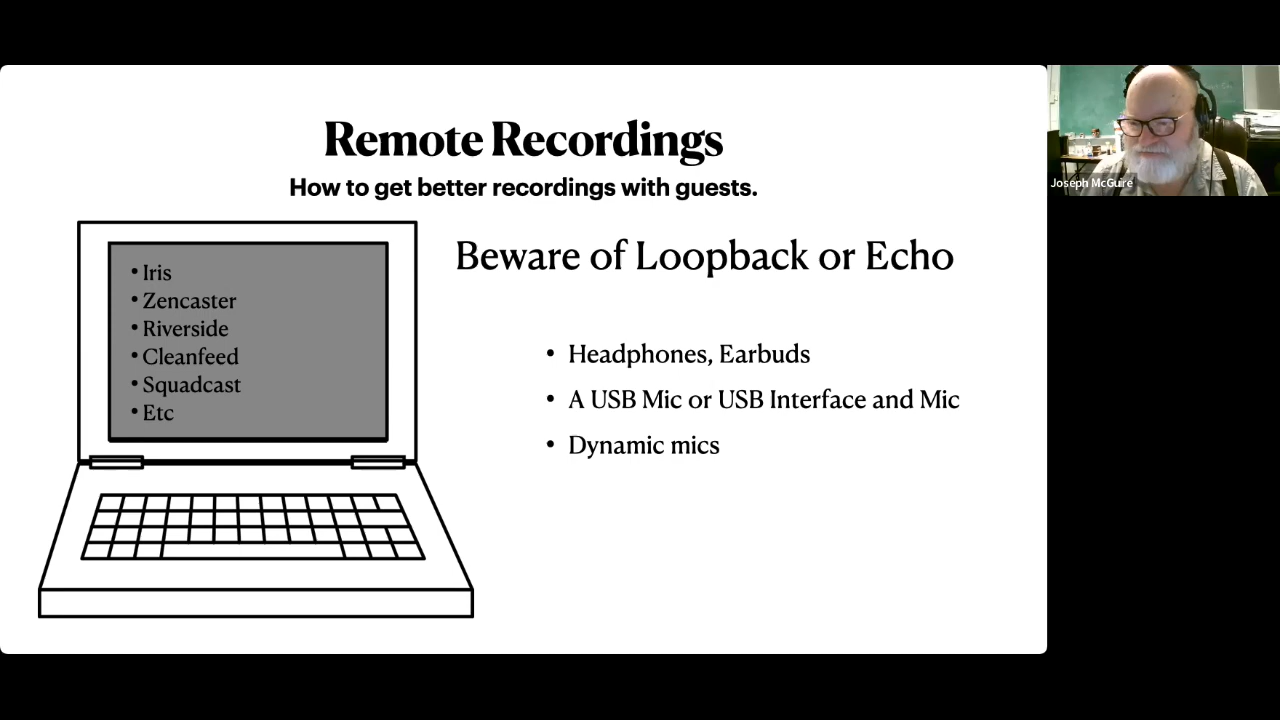 Remote Recordings
How to get better recordings with guests.
• Iris
• Zencaster
• Riverside
• Cleanfeed
• Squadcast
• Etc
Beware of Loopback or Echo
• Headphones, Earbuds
• A USB Mic or USB Interface and Mic
• Dynamic mics
Joseph McGuire